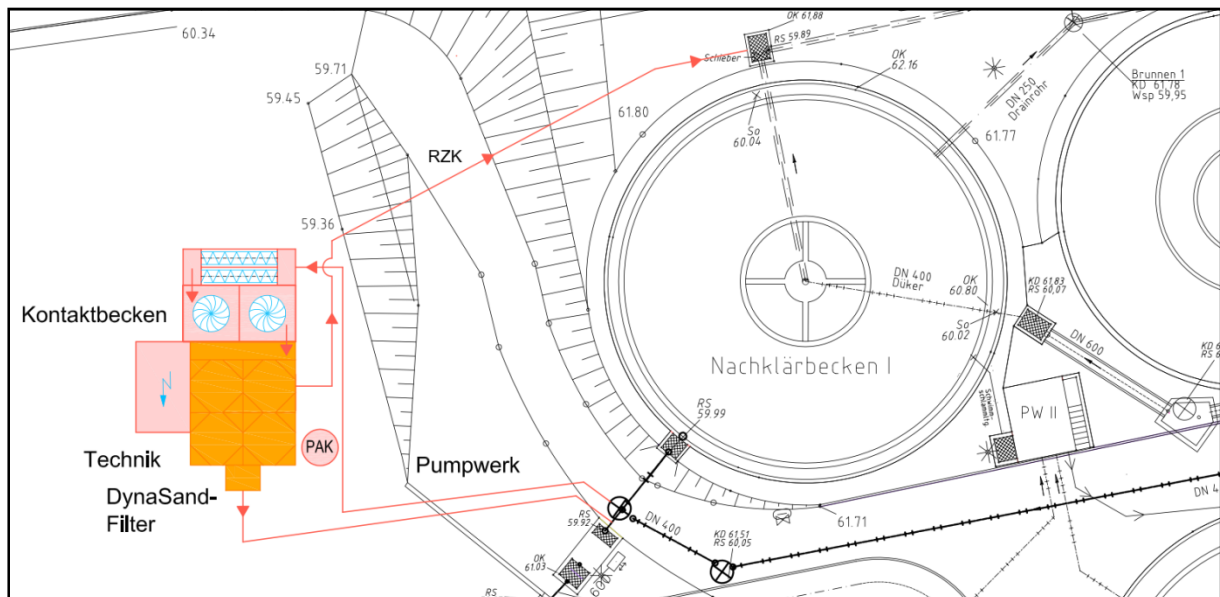 60.34
59.71
59.45
59.36
61.80
RZK
OK 61,88
RS 59.89
Schieber
OK
62.16
So
60.04
DN 250
Drainrohr
Brunnen 1
KD 61,78
Wsp 59,95
61.77
Kontaktbecken
DN 400
Düker
OK
60.80
So
60.02
KD 61,83
RS 60,07
DN 600
Nachklärbecken I
Schwimm-
PW II
RS
59.99
PAK
Technik
DynaSand-
Filter
Pumpwerk
RS
59.92
DN 400
KD 61,51
RS 60,05
61.71
OK
61.03
600
RS